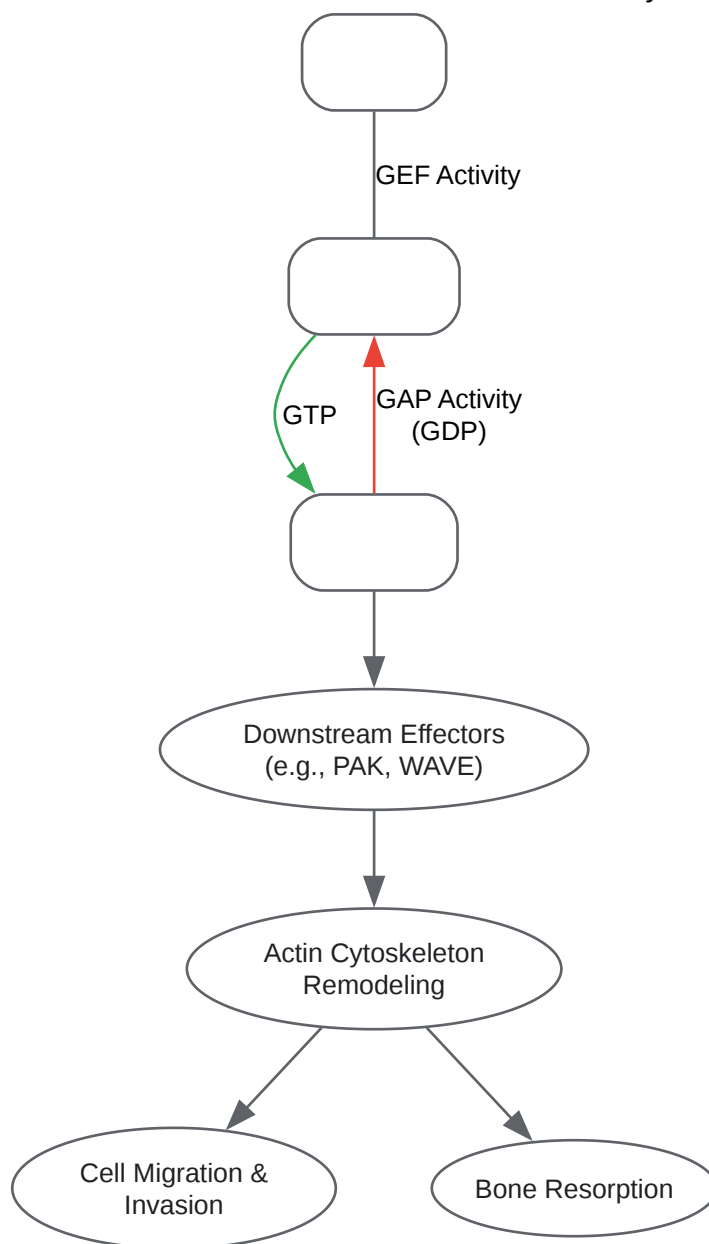 GEF Activity
GTP
GAP Activity
(GDP)
Downstream Effectors
(e.g., PAK, WAVE)
Actin Cytoskeleton
Remodeling
Cell Migration &
Invasion
Bone Resorption